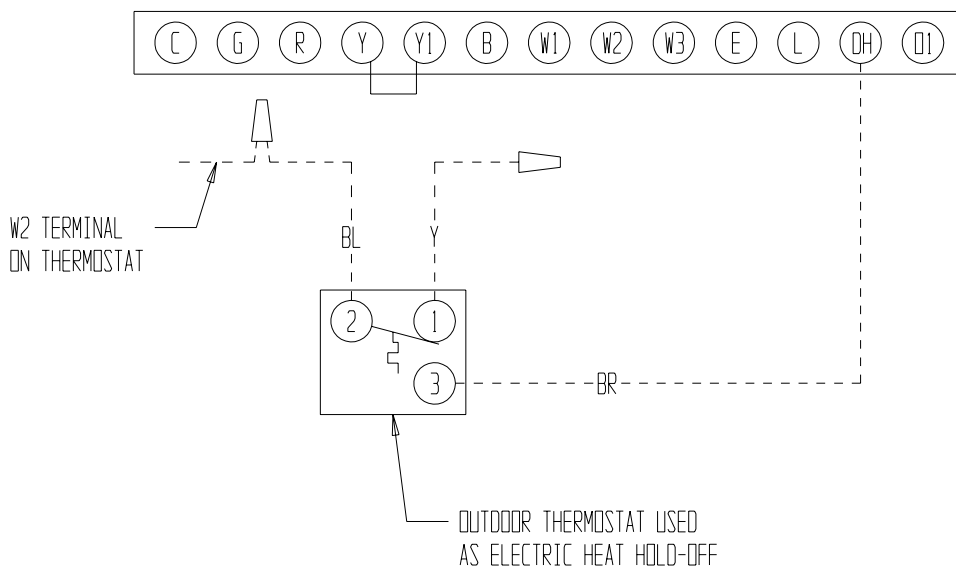 C G R Y Y1 B W1 W2 W3 E L DH O1
W2 TERMINAL
ON THERMOSTAT
BL Y
2 1
3 BR
OUTDOOR THERMOSTAT USED
AS ELECTRIC HEAT HOLD-OFF